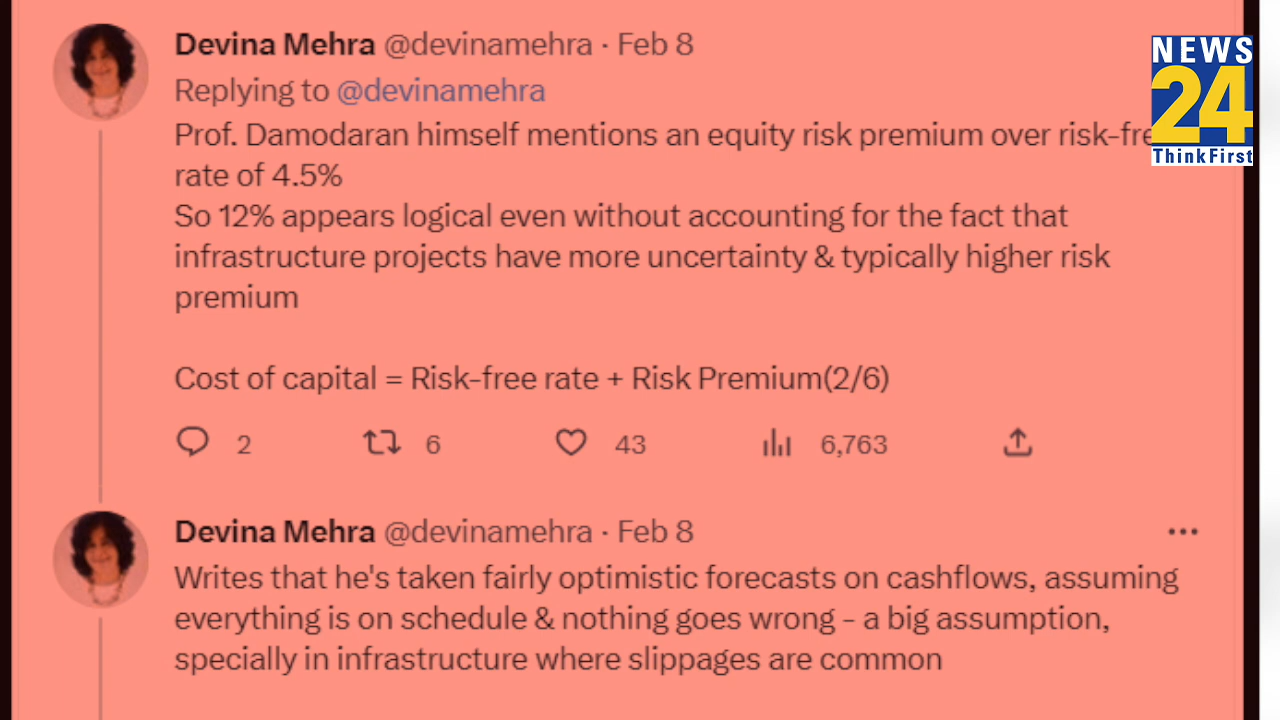 Devina Mehra @devinamehra · Feb 8
Replying to @devinamehra
Prof. Damodaran himself mentions an equity risk premium over
rate of 4.5%
So 12% appears logical even without accounting for the fact that
infrastructure projects have more uncertainty & typically higher risk
premium
Cost of capital = Risk-free rate + Risk Premium(2/6)
2 6 43 6,763
Devina Mehra @devinamehra · Feb 8
Writes that he's taken fairly optimistic forecasts on cashflows, assuming
everything is on schedule & nothing goes wrong – a big assumption,
specially in infrastructure where slippages are common
NEWS
24
ThinkFirst